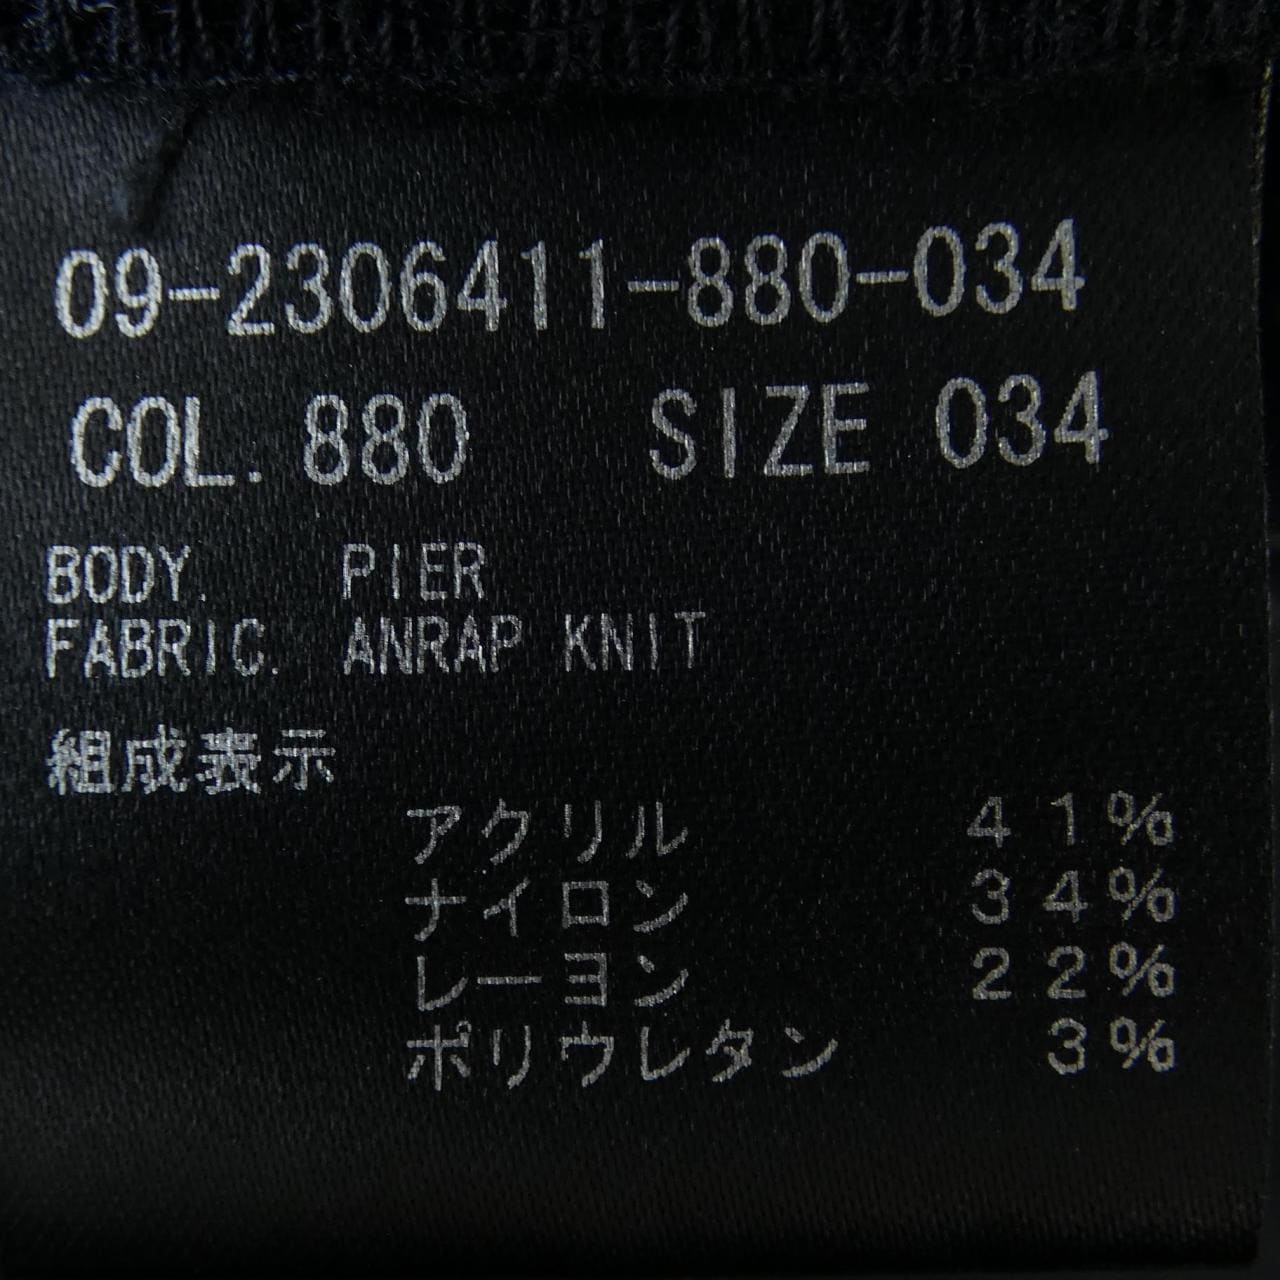 09-2306411-880-034
COL. 880 SIZE 034
BODY. PIER
FABRIC. ANRAP KNIT
組成表示
アクリル 41%
ナイロン 34%
レーヨン 22%
ポリウレタン 3%